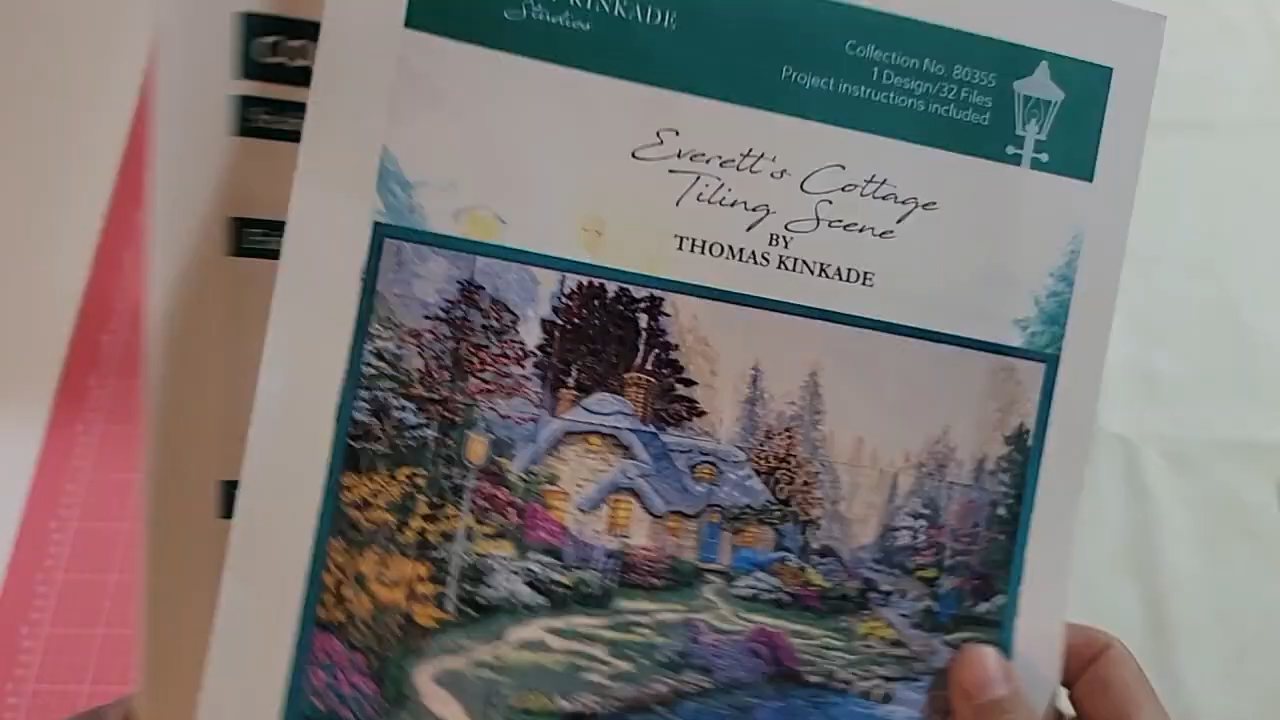 KINKADE
Studios
Collection No. 80355
1 Design/32 Files
Project instructions included
Everett's Cottage
Tiling Scene
BY
THOMAS KINKADE